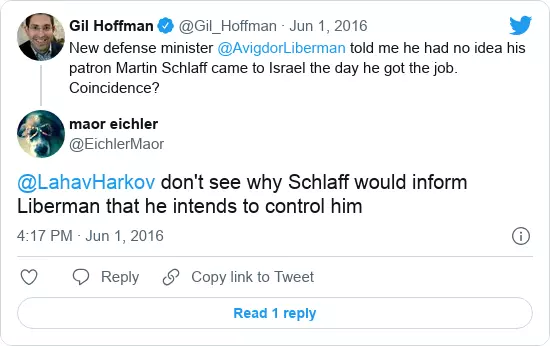 Gil Hoffman @Gil_Hoffman · Jun 1, 2016
New defense minister @AvigdorLiberman told me he had no idea his
patron Martin Schlaff came to Israel the day he got the job.
Coincidence?
maor eichler
@EichlerMaor
@LahavHarkov don't see why Schlaff would inform
Liberman that he intends to control him
4:17 PM · Jun 1, 2016
Reply Copy link to Tweet
Read 1 reply